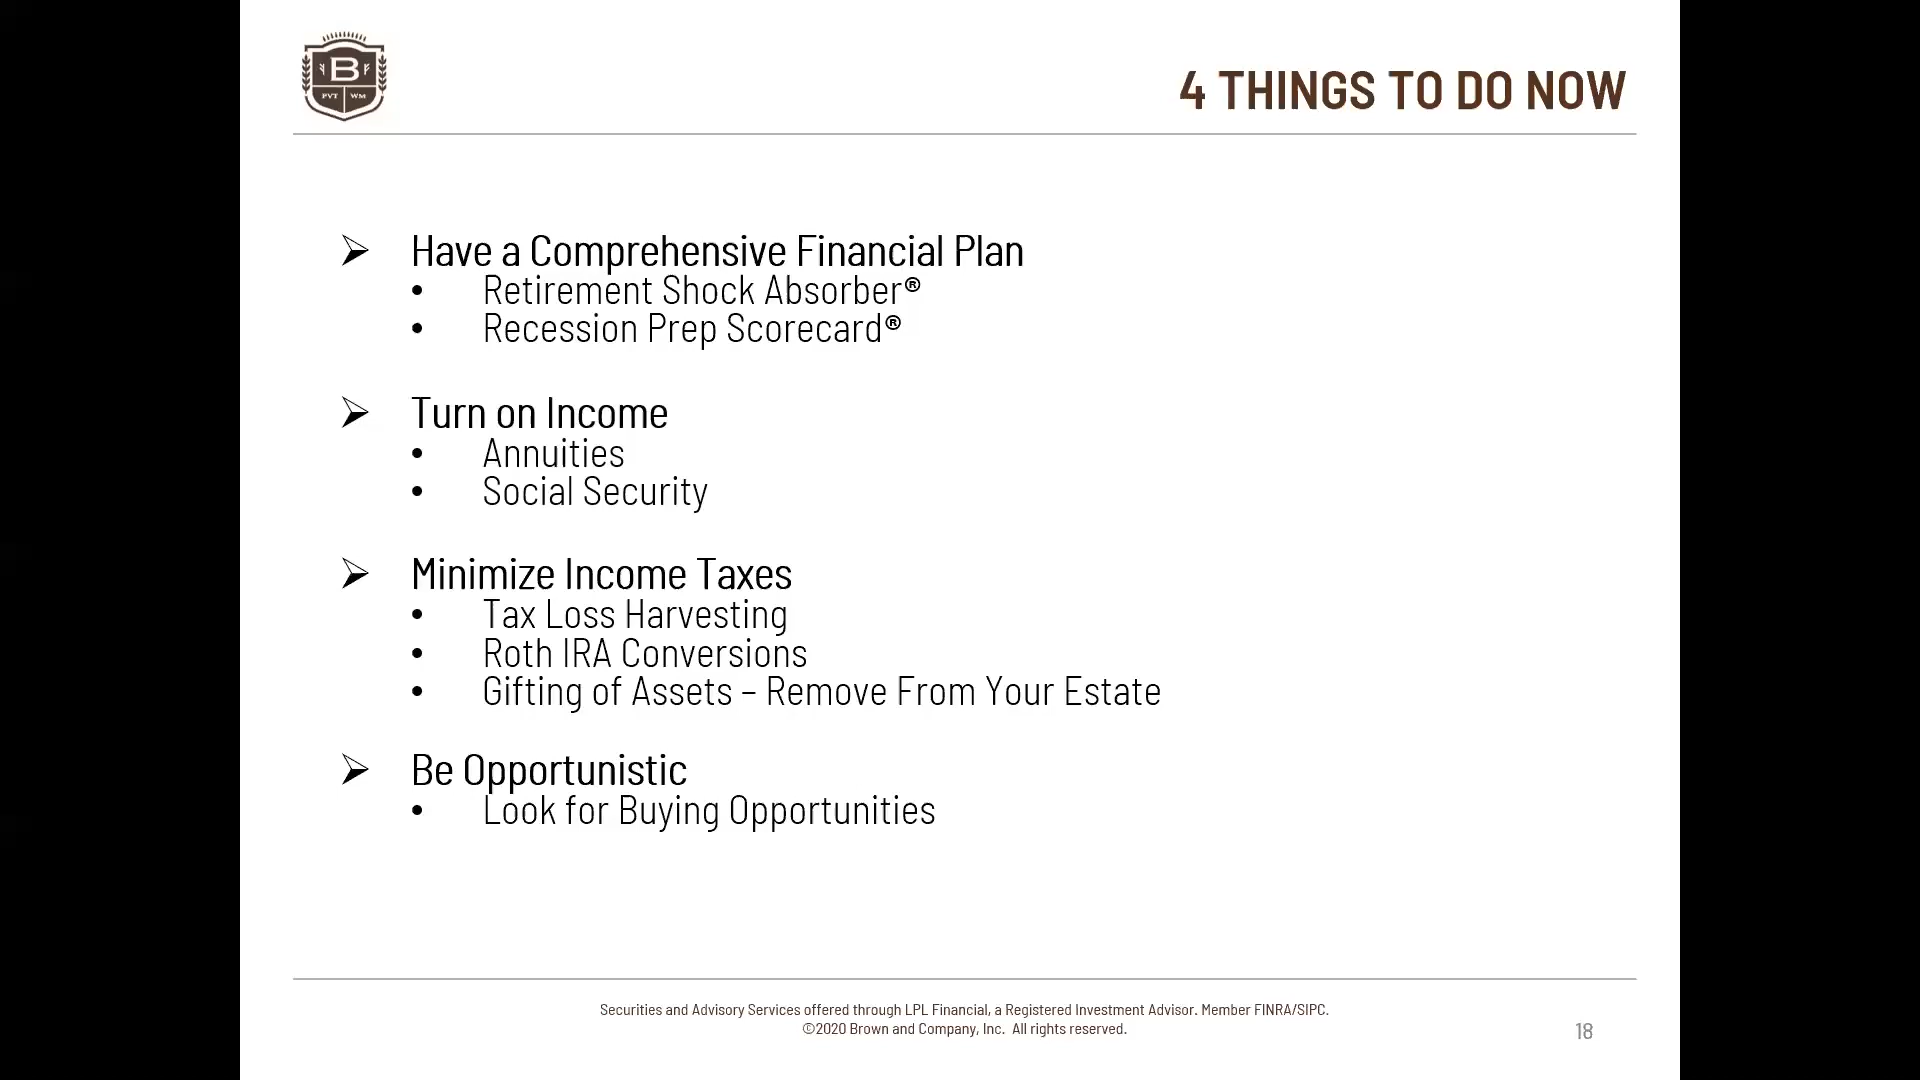 B
PVT WM
4 THINGS TO DO NOW
➢ Have a Comprehensive Financial Plan
• Retirement Shock Absorber®
• Recession Prep Scorecard®
➢ Turn on Income
• Annuities
• Social Security
➢ Minimize Income Taxes
• Tax Loss Harvesting
• Roth IRA Conversions
• Gifting of Assets – Remove From Your Estate
➢ Be Opportunistic
• Look for Buying Opportunities
Securities and Advisory Services offered through LPL Financial, a Registered Investment Advisor. Member FINRA/SIPC.
©2020 Brown and Company, Inc. All rights reserved.
18